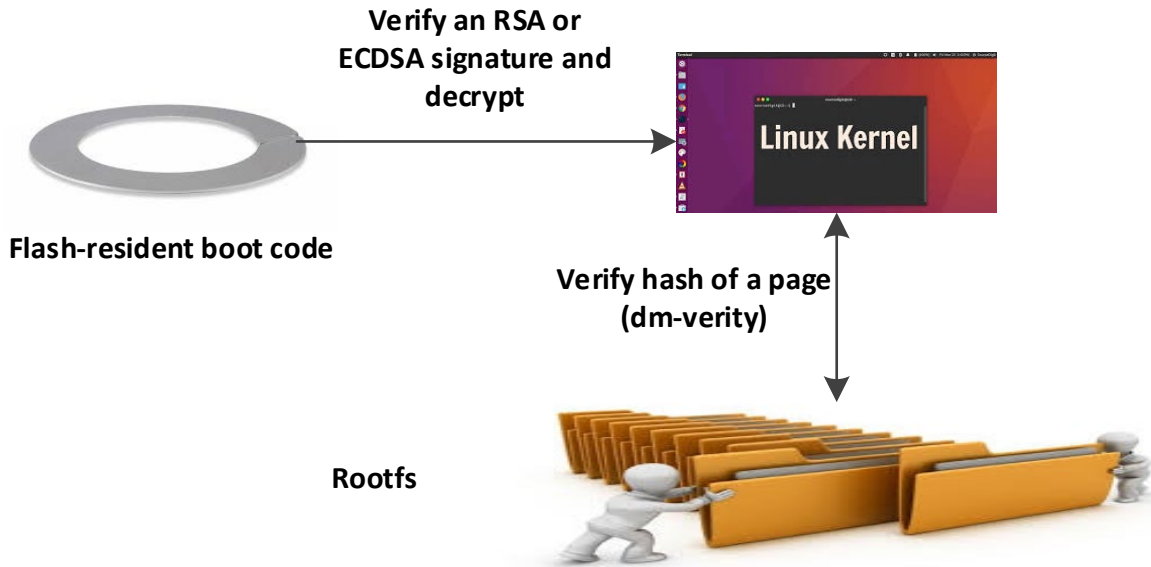 Verify an RSA or
ECDSA signature and
decrypt
Linux Kernel
Flash-resident boot code
Verify hash of a page
(dm-verity)
Rootfs